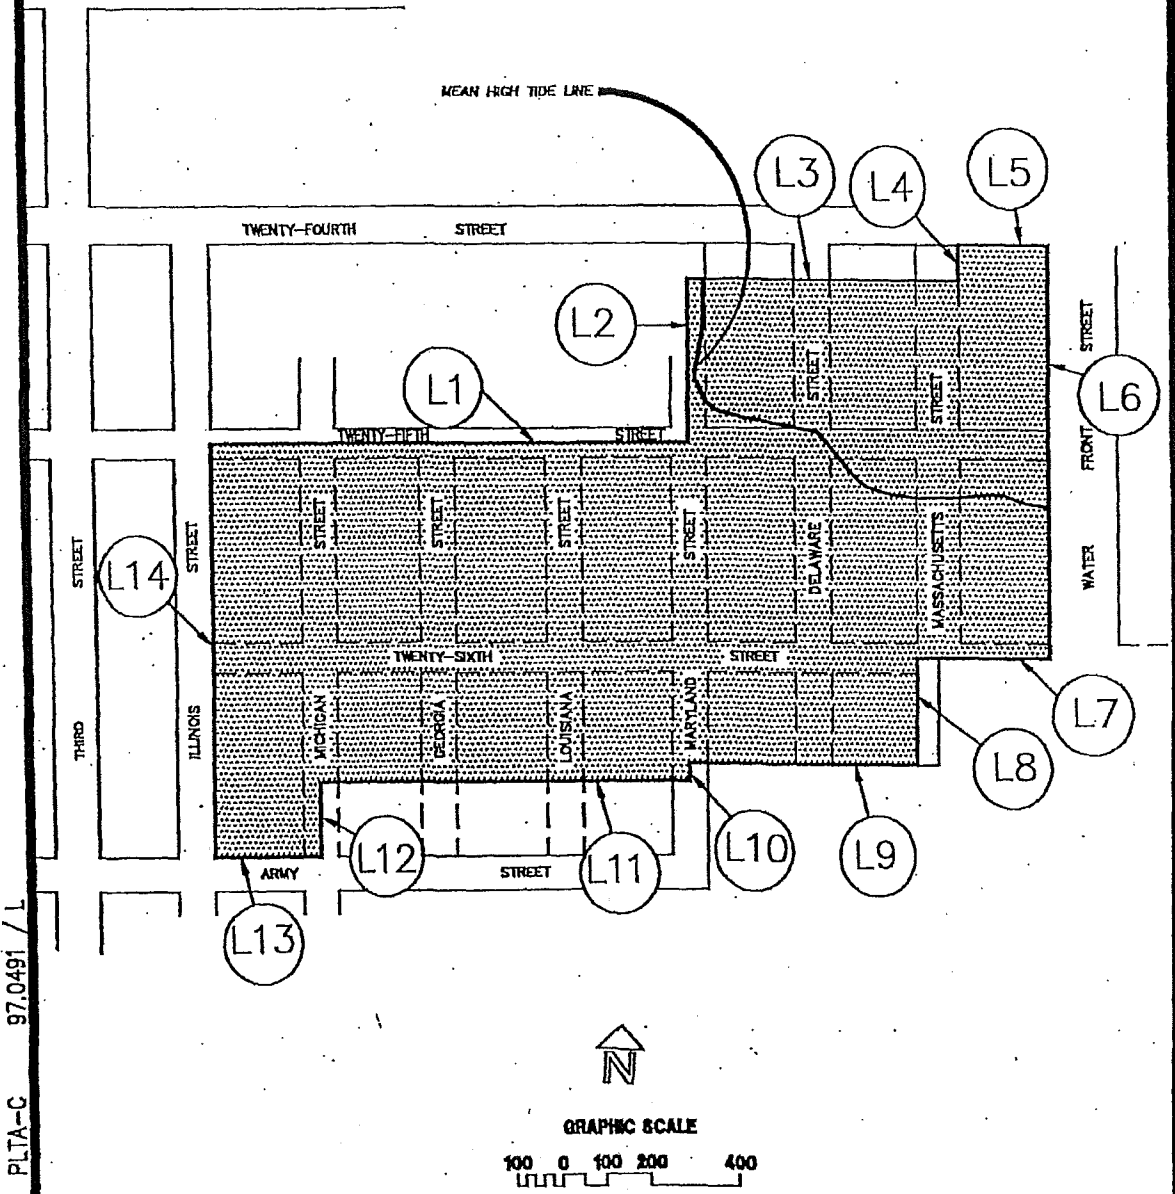 MEAN HIGH TIDE LINE
L3
L4
L5
TWENTY-FOURTH STREET
L2
STREET
L6
L1
STREET
STREET
TWENTY-FIFTH STREET
FRONT
STREET
STREET
STREET
STREET
STREET
STREET
L14
DELAWARE
MASSACHUSETS
WATER
TWENTY-SIXTH STREET
THIRD
ILLINOIS
MICHIGAN
GEORGIA
LOUISIANA
MARYLAND
L7
L8
L12
L11
L10
L9
ARMY STREET
L13
PLTA-C 97.0491 / L
N
GRAPHIC SCALE
100 0 100 200 400